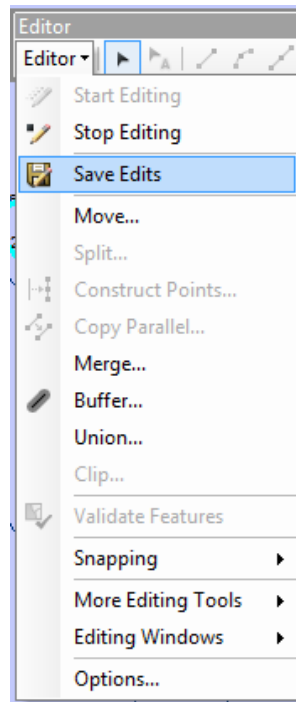 Editor
Editor
Start Editing
Stop Editing
Save Edits
Move...
Split...
Construct Points...
Copy Parallel...
Merge...
Buffer...
Union...
Clip...
Validate Features
Snapping
More Editing Tools
Editing Windows
Options...